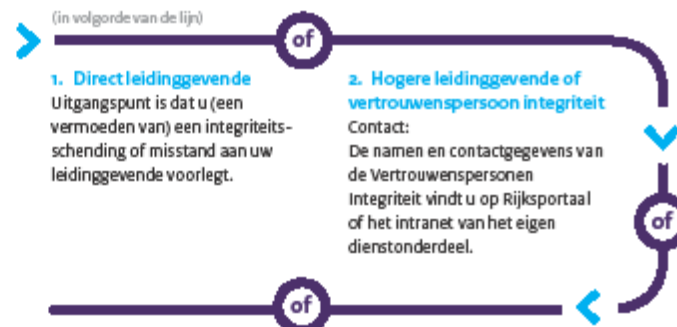 (in volgorde van de lijn)
of
1. Direct leidinggevende
Uitgangspunt is dat u (een
vermoeden van) een integriteits-
schending of misstand aan uw
leidinggevende voorlegt.
2. Hogere leidinggevende of
vertrouwenspersoon integriteit
Contact:
De namen en contactgegevens van
de Vertrouwenspersonen
Integriteit vindt u op Rijksportaal
of het intranet van het eigen
dienstonderdeel.
of
of